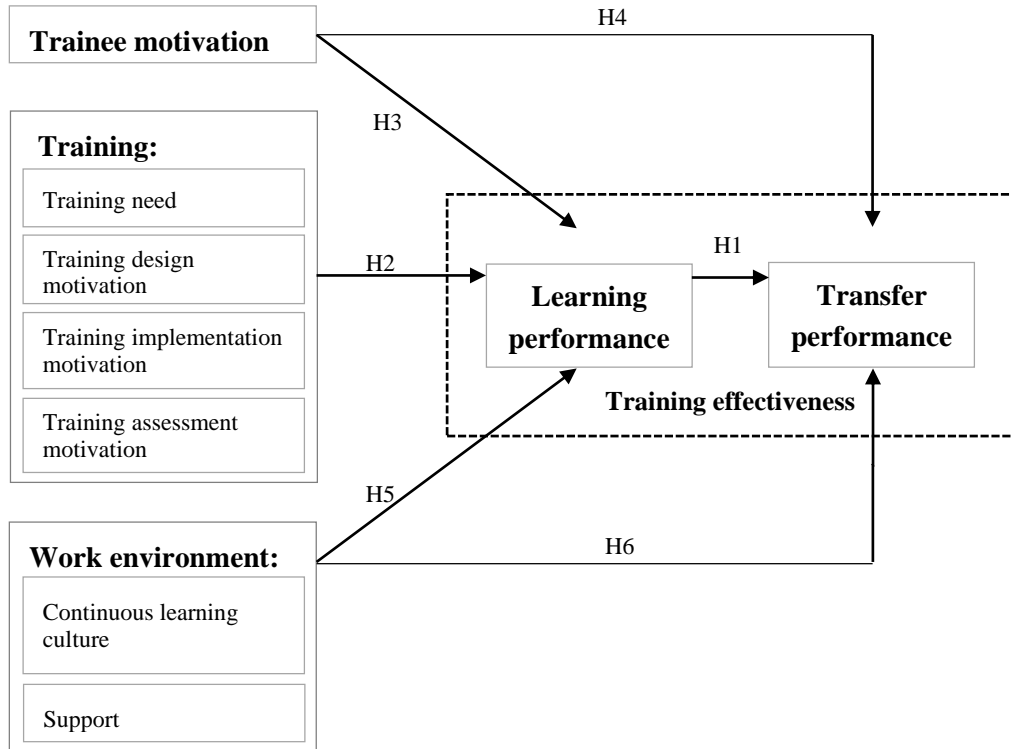 H4
Trainee motivation
H3
Training:
Training need
Training design
motivation
Training implementation
motivation
Training assessment
motivation
H2
H1
Learning
performance
Transfer
performance
Training effectiveness
H5
Work environment:
H6
Continuous learning
culture
Support